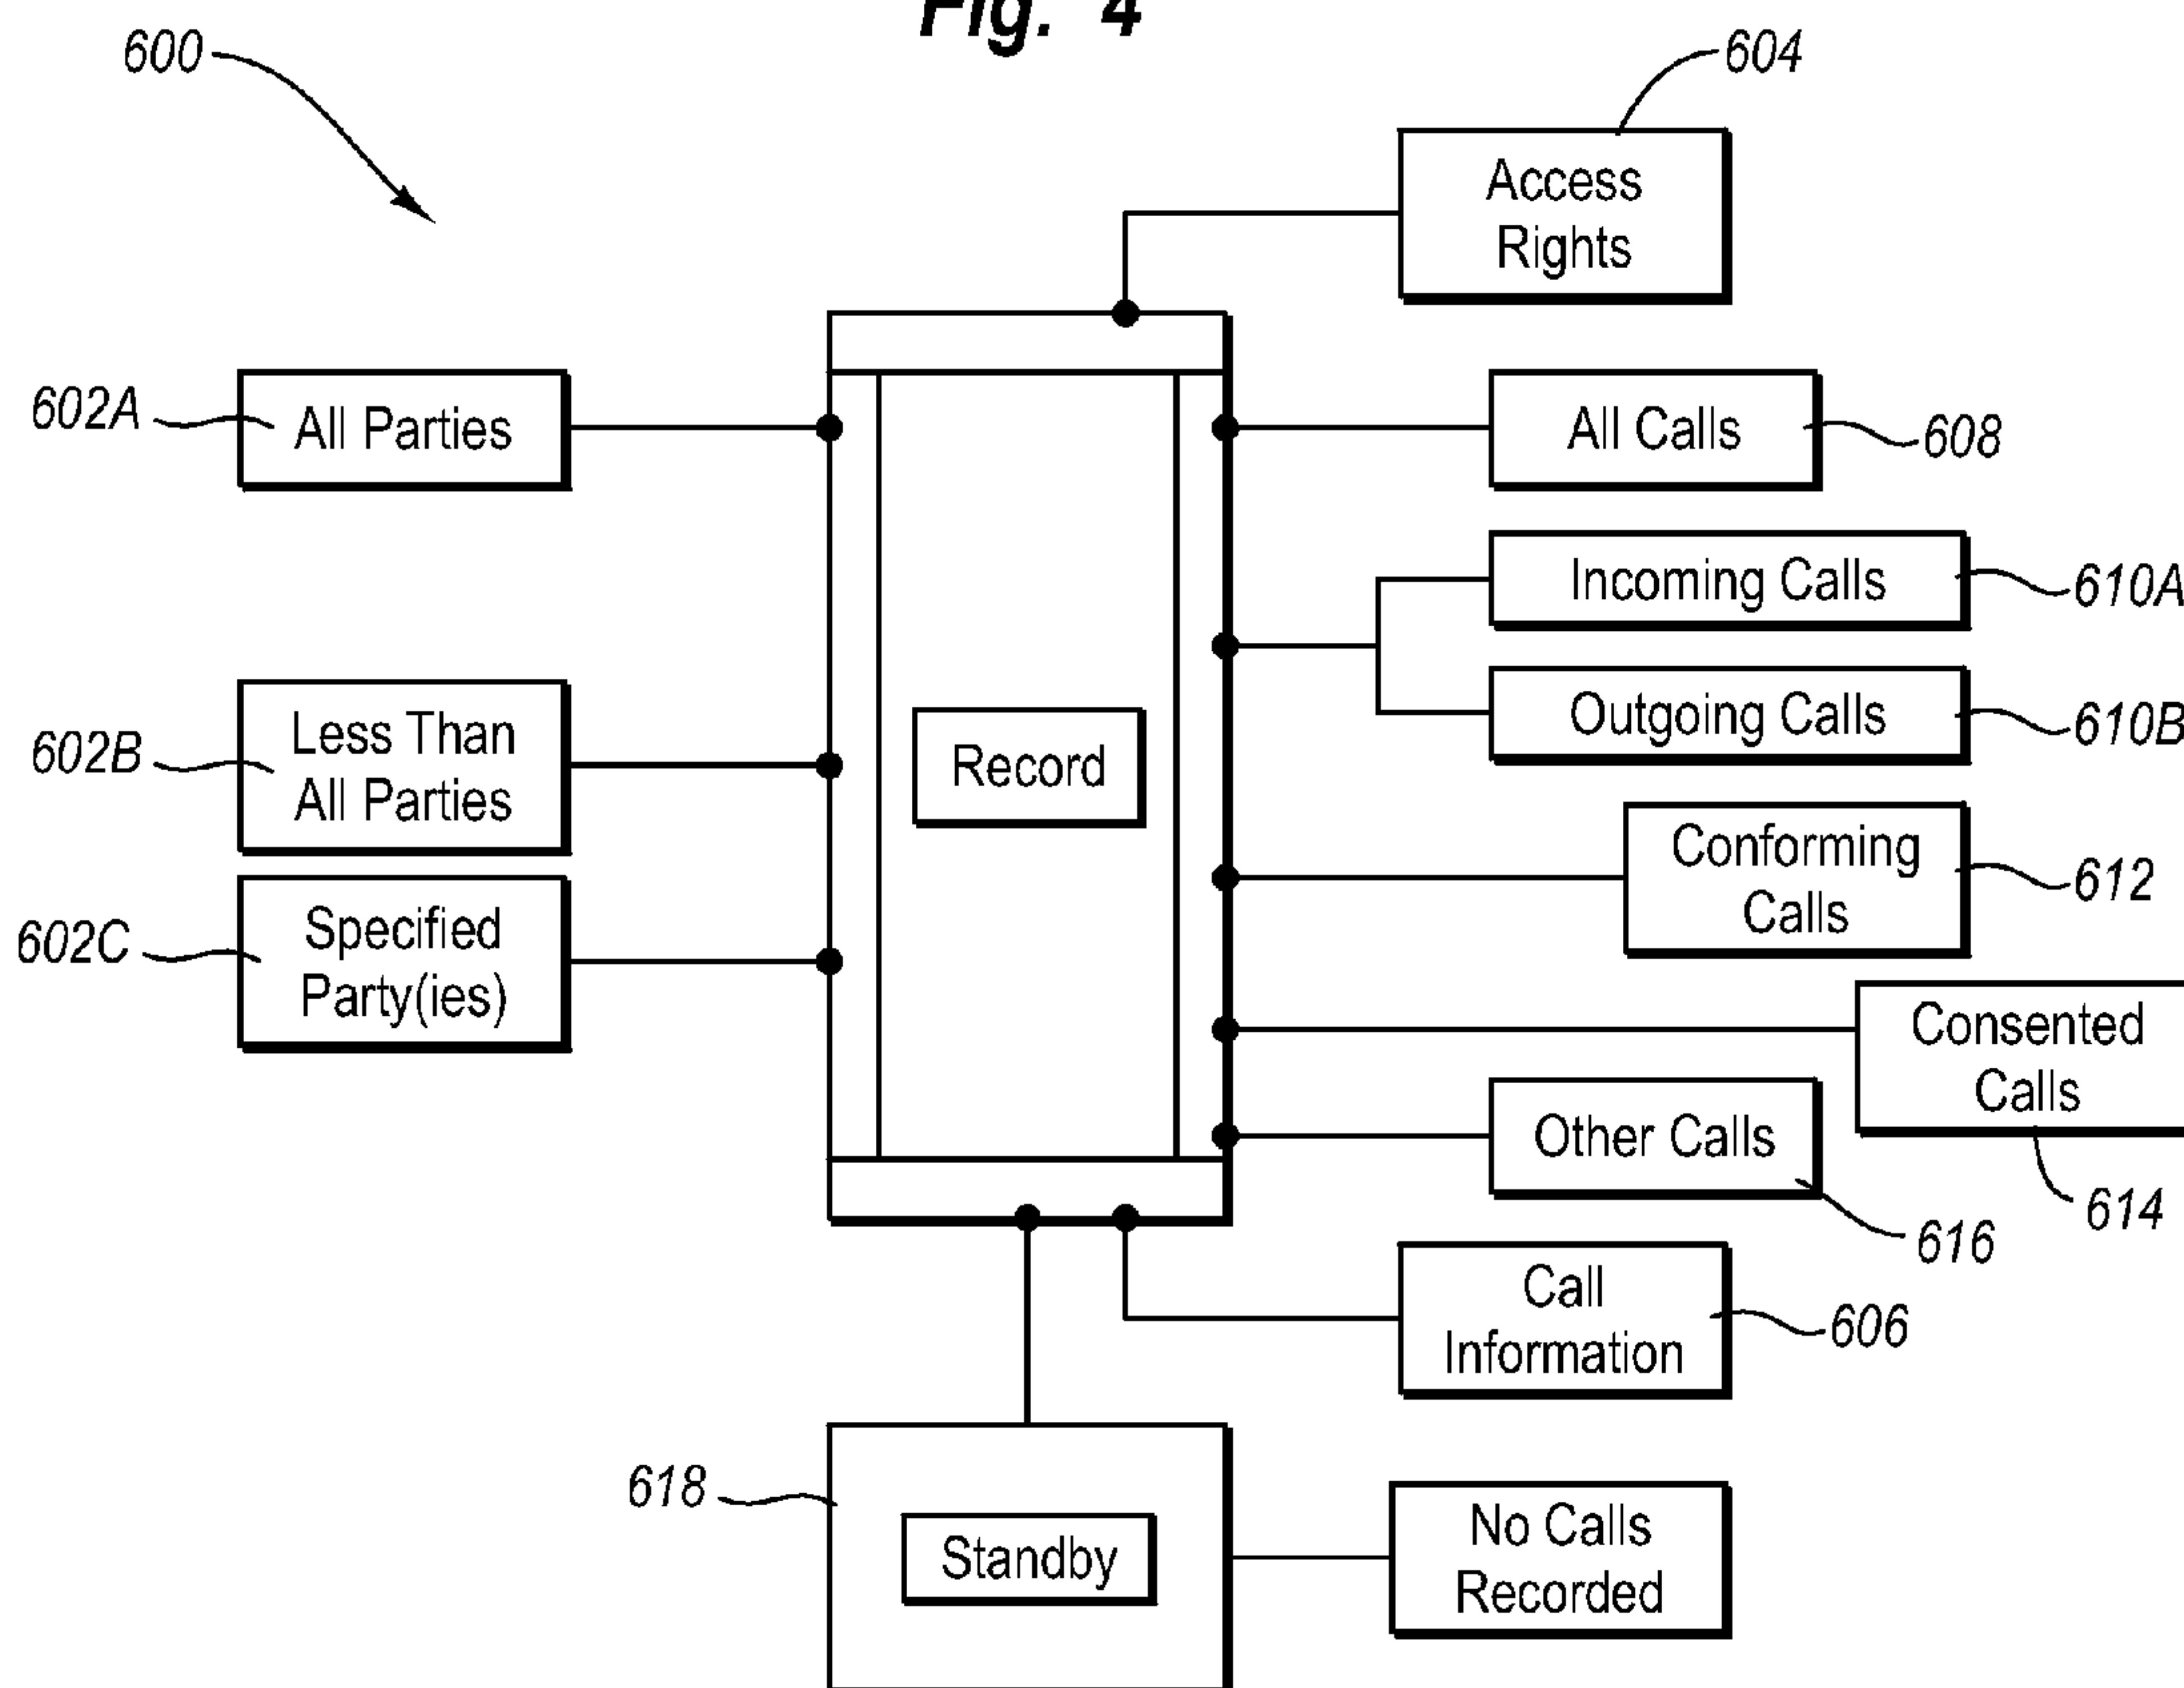 Fig. 4
600
604
Access
Rights
602A
All Parties
All Calls
608
Incoming Calls
610A
Outgoing Calls
610B
602B
Less Than
All Parties
Record
Conforming
Calls
612
602C
Specified
Party(ies)
Consented
Calls
614
Other Calls
616
Call
Information
606
618
Standby
No Calls
Recorded